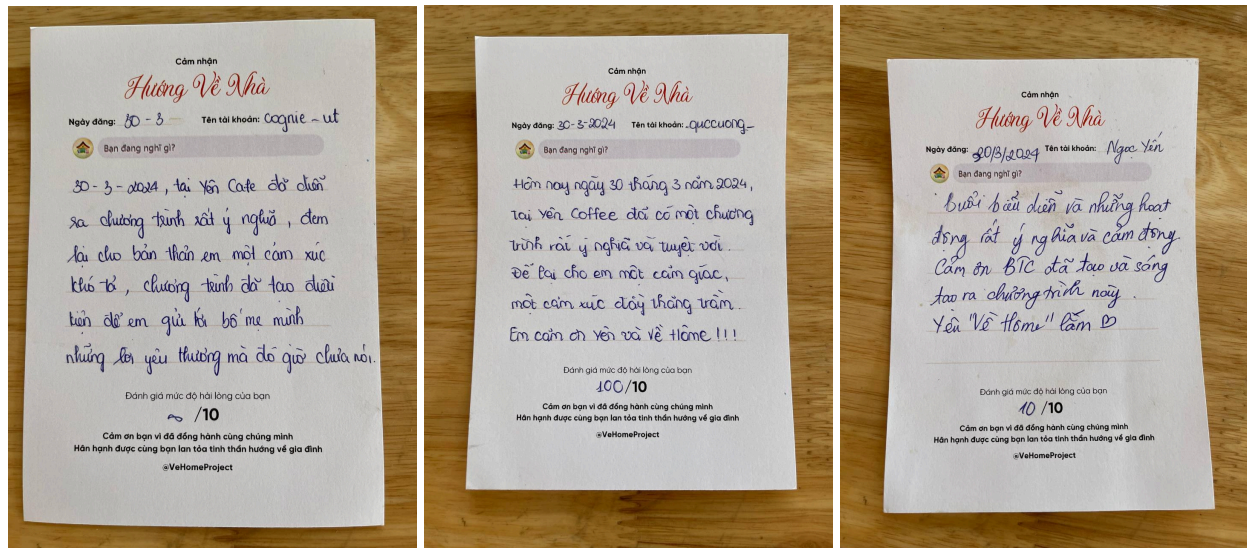 Cảm nhận
Hướng Về Nhà
Ngày đăng: 30 - 3 Tên tài khoản: cognie - ut
Bạn đang nghĩ gì?
30 - 3 - 2024, tại Yên Cafe đã diễn
ra chương trình rất ý nghĩa, đem
lại cho bản thân em một cảm xúc
khó tả, chương trình đã tạo điều
kiện để em gửi tới bố mẹ mình
những lời yêu thương mà đó giờ chưa nói.
Đánh giá mức độ hài lòng của bạn
∞ /10
Cảm ơn bạn vì đã đồng hành cùng chúng mình
Hân hạnh được cùng bạn lan tỏa tinh thần hướng về gia đình
@VeHomeProject
Cảm nhận
Hướng Về Nhà
Ngày đăng: 30-3-2024 Tên tài khoản: _quccuong_
Bạn đang nghĩ gì?
Hôm nay ngày 30 tháng 3 năm 2024,
tại Yên Coffee đã có một chương
trình rất ý nghĩa và tuyệt vời.
Để lại cho em một cảm giác,
một cảm xúc đầy thăng trầm.
Em cảm ơn Yên và Về Home !!!
Đánh giá mức độ hài lòng của bạn
100/10
Cảm ơn bạn vì đã đồng hành cùng chúng mình
Hân hạnh được cùng bạn lan tỏa tinh thần hướng về gia đình
@VeHomeProject
Cảm nhận
Hướng Về Nhà
Ngày đăng: 30/3/2024 Tên tài khoản: Ngọc Yến
Bạn đang nghĩ gì?
Buổi biểu diễn và những hoạt
động rất ý nghĩa và cảm động.
Cảm ơn BTC đã tạo và sáng
tạo ra chương trình này.
Yêu "Về Home" lắm ♡
Đánh giá mức độ hài lòng của bạn
10 /10
Cảm ơn bạn vì đã đồng hành cùng chúng mình
Hân hạnh được cùng bạn lan tỏa tinh thần hướng về gia đình
@VeHomeProject